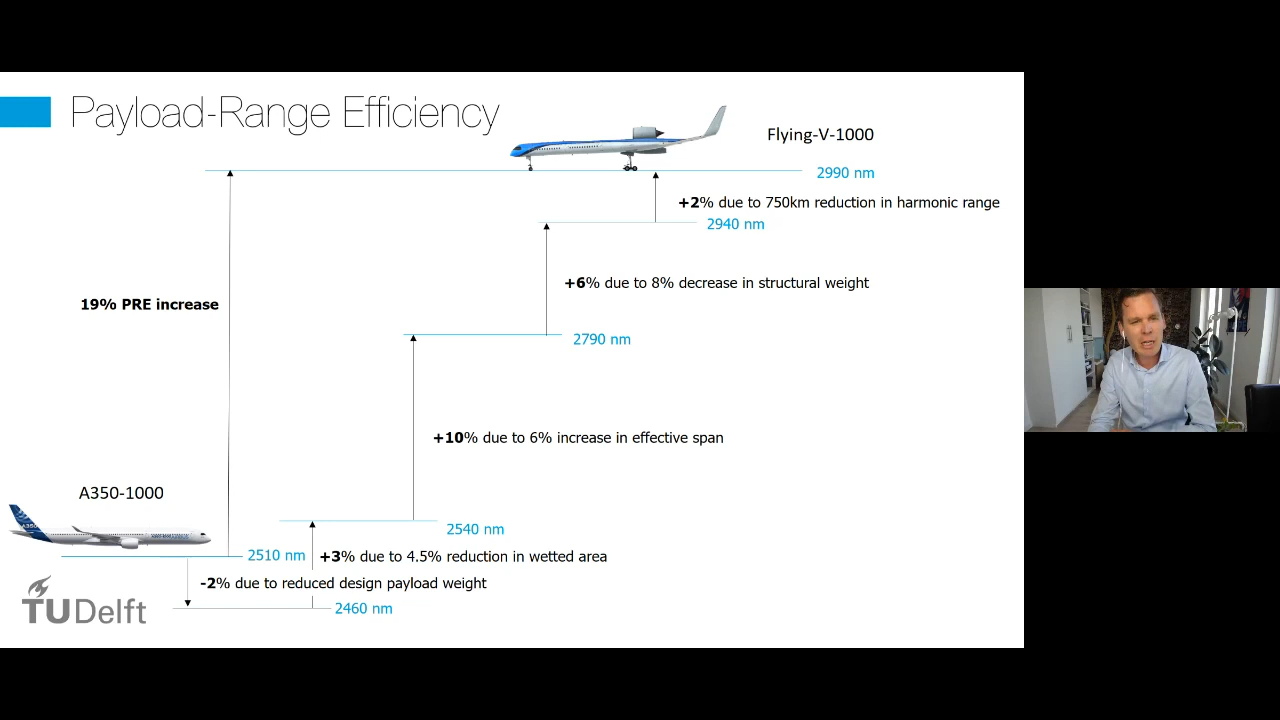 Payload-Range Efficiency
Flying-V-1000
2990 nm
+2% due to 750km reduction in harmonic range
2940 nm
+6% due to 8% decrease in structural weight
19% PRE increase
2790 nm
+10% due to 6% increase in effective span
A350-1000
A350
2540 nm
2510 nm
+3% due to 4.5% reduction in wetted area
-2% due to reduced design payload weight
2460 nm
TUDelft